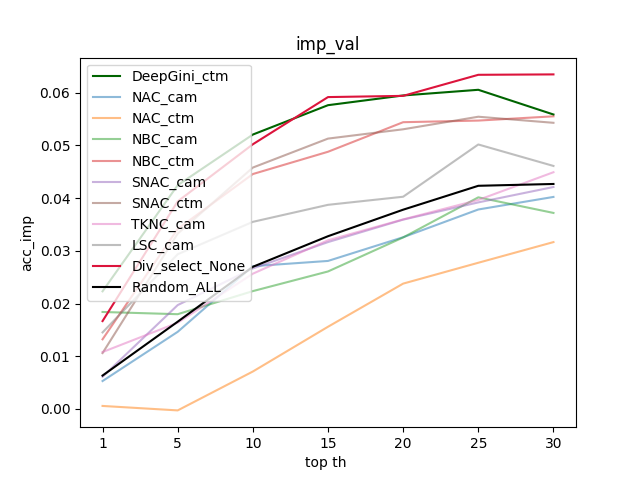 imp_val
acc_imp
0.06
0.05
0.04
0.03
0.02
0.01
0.00
DeepGini_ctm
NAC_cam
NAC_ctm
NBC_cam
NBC_ctm
SNAC_cam
SNAC_ctm
TKNC_cam
LSC_cam
Div_select_None
Random_ALL
1 5 10 15 20 25 30
top th